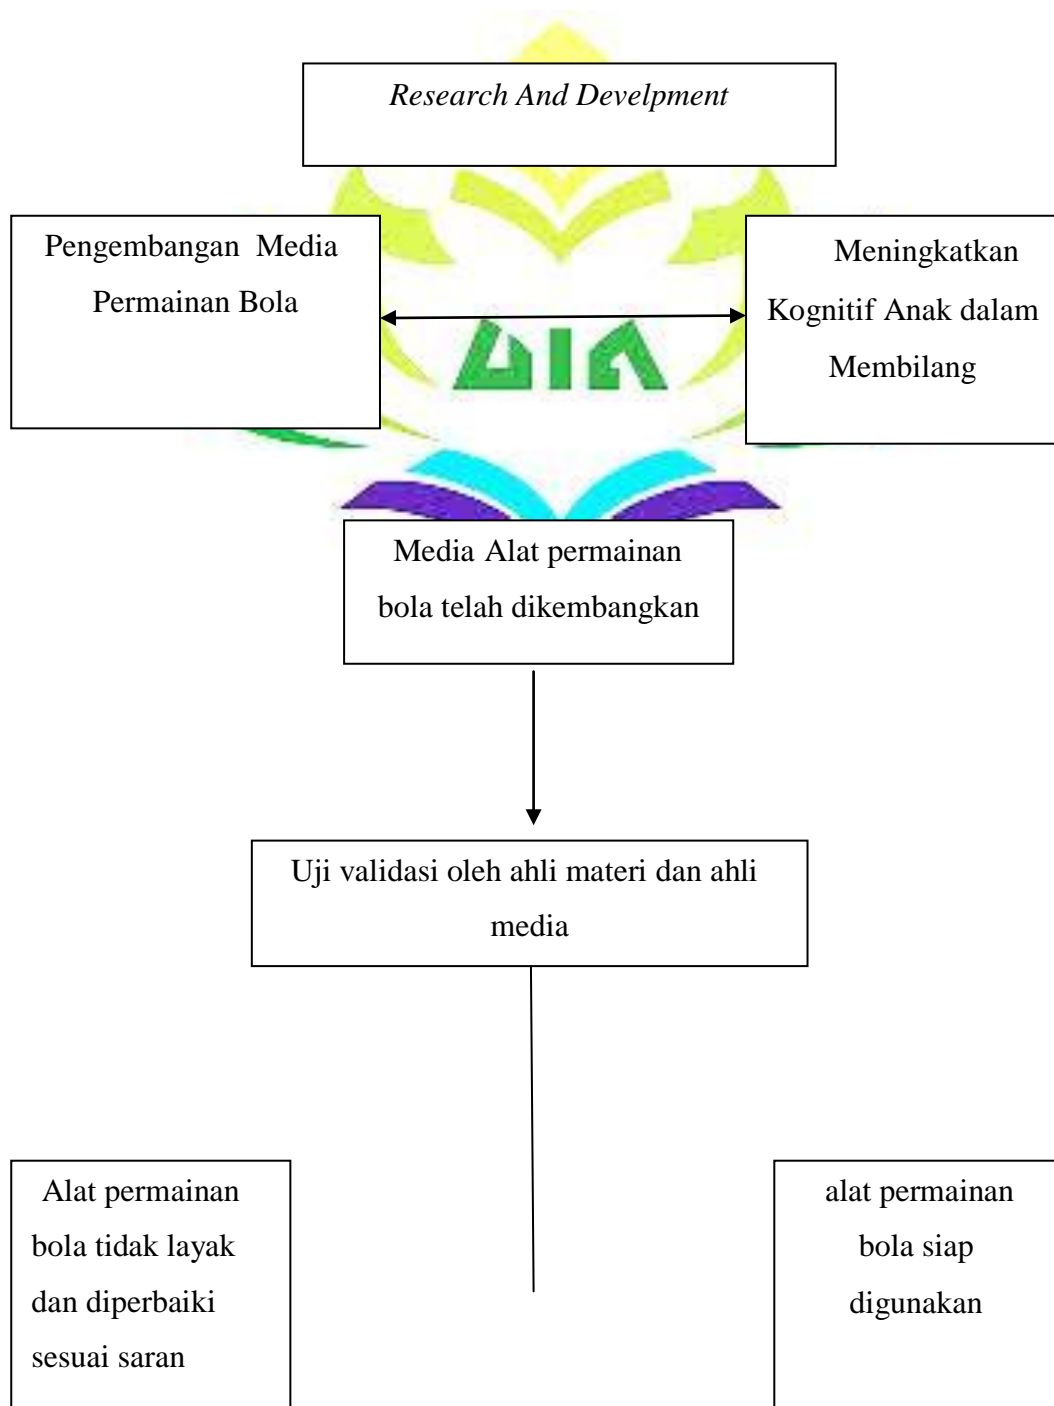 Research And Develpment
Pengembangan Media
Permainan Bola
Meningkatkan
Kognitif Anak dalam
Membilang
Media Alat permainan
bola telah dikembangkan
Uji validasi oleh ahli materi dan ahli
media
Alat permainan
bola tidak layak
dan diperbaiki
sesuai saran
alat permainan
bola siap
digunakan